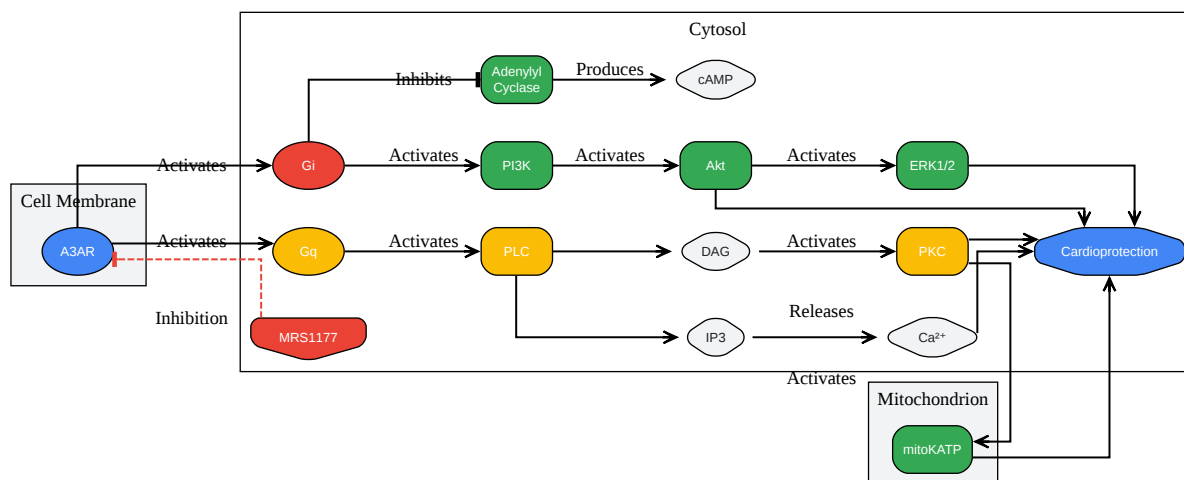 Cytosol
Inhibits
Adenylyl
Cyclase
Produces
cAMP
Activates
Gi
Activates
PI3K
Activates
Akt
Activates
ERK1/2
Cell Membrane
A3AR
Activates
Gq
Activates
PLC
DAG
Activates
PKC
Cardioprotection
Inhibition
MRS1177
IP3
Releases
Ca²⁺
Activates
Mitochondrion
mitoKATP